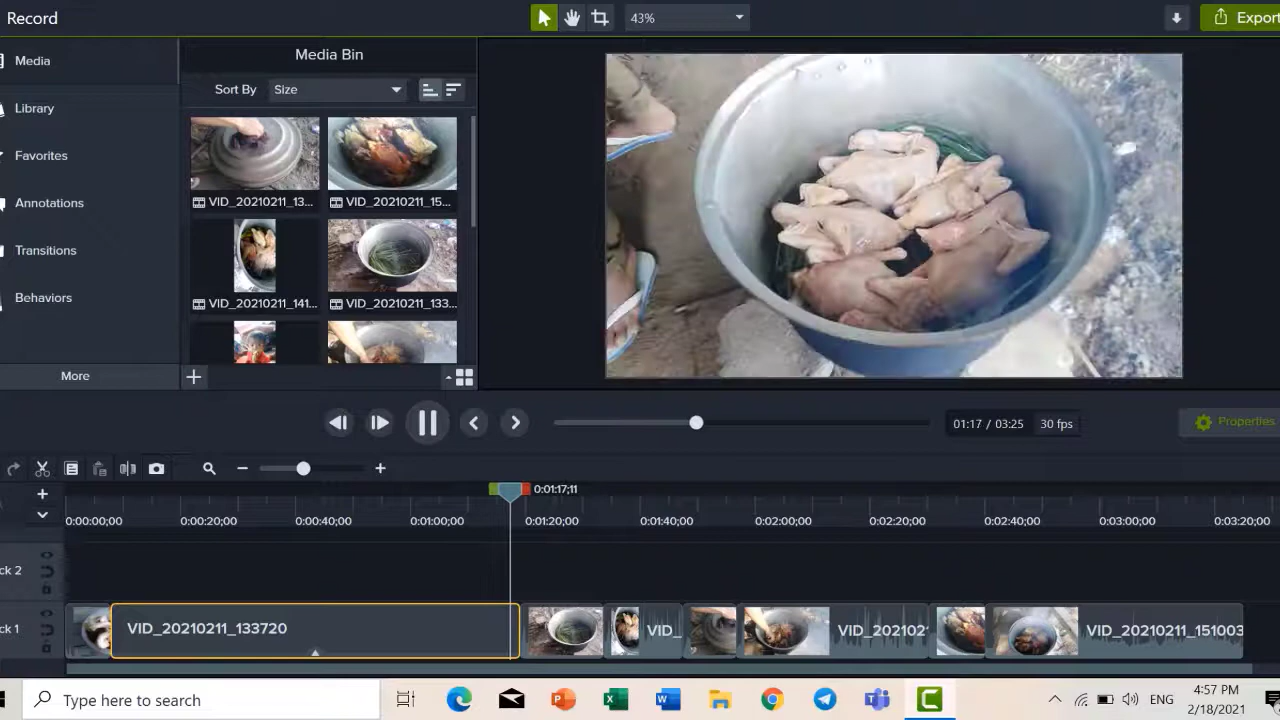 Record
43%
Export
Media
Media Bin
Sort By
Size
Library
Favorites
VID_20210211_13...
VID_20210211_15...
Annotations
Transitions
Behaviors
VID_20210211_141...
VID_20210211_133...
More
01:17 / 03:25
30 fps
Properties
0:01:17;11
0:00:00;00
0:00:20;00
0:00:40;00
0:01:00;00
0:01:20;00
0:01:40;00
0:02:00;00
0:02:20;00
0:02:40;00
0:03:00;00
0:03:20;00
ck 2
ck 1
VID_20210211_133720
VID_
VID_202102
VID_20210211_151003
Type here to search
ENG
4:57 PM
2/18/2021